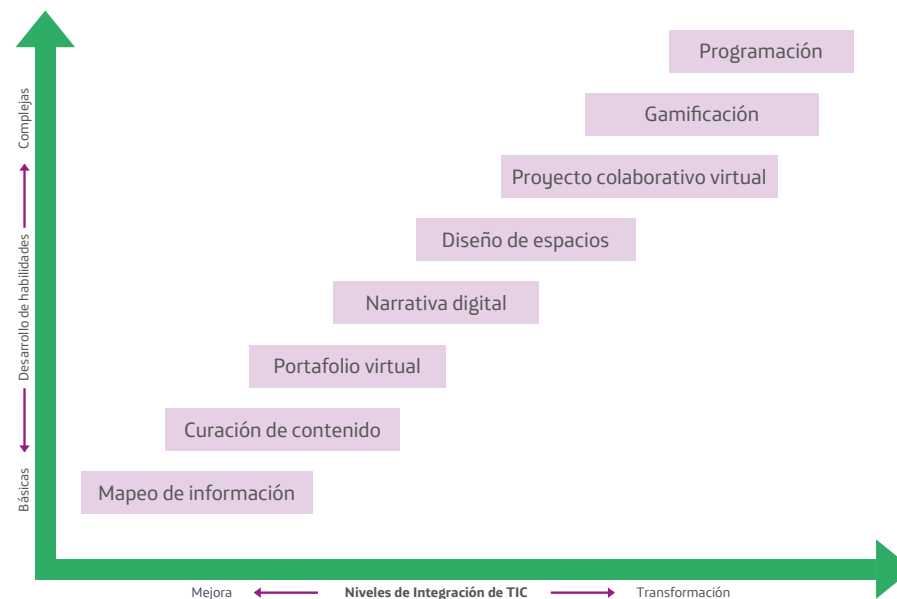 Programación
Gamificación
Proyecto colaborativo virtual
Diseño de espacios
Narrativa digital
Portafolio virtual
Curación de contenido
Mapeo de información
Complejas
Desarrollo de habilidades
Básicas
Mejora Niveles de Integración de TIC Transformación